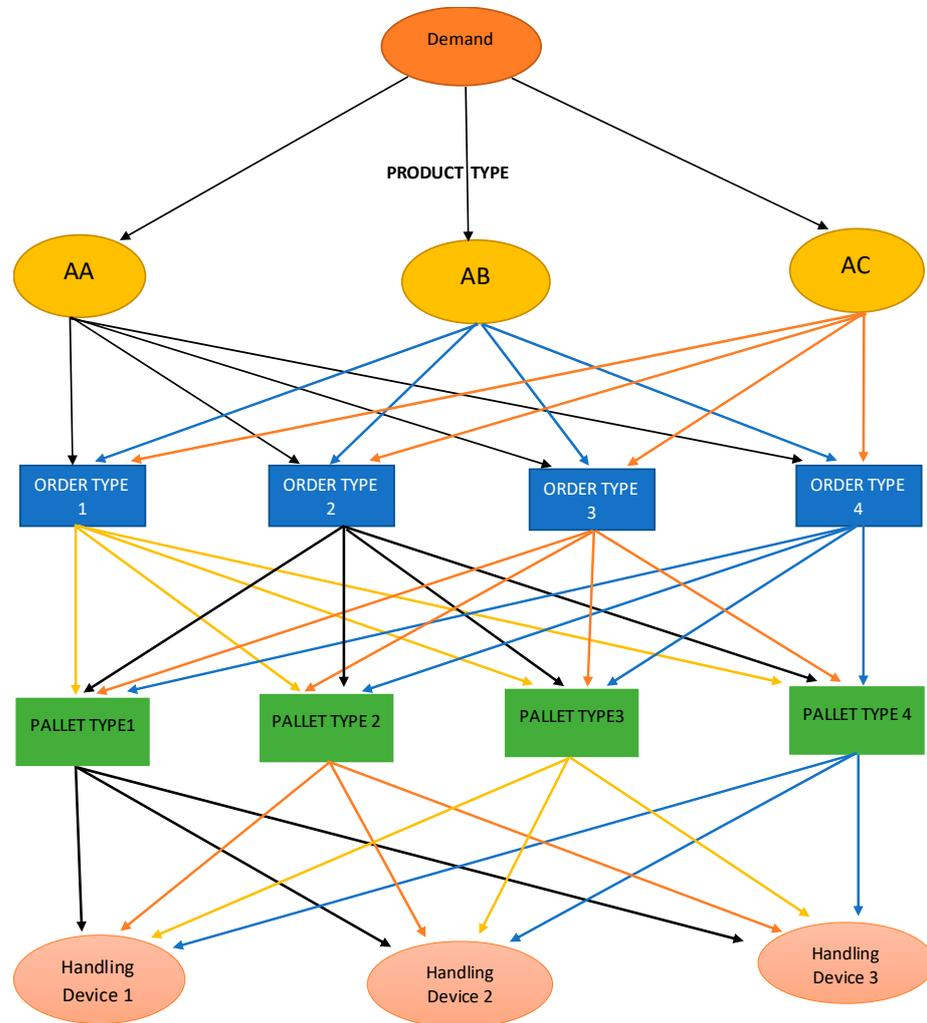 Demand
PRODUCT TYPE
AA
AB
AC
ORDER TYPE
1
ORDER TYPE
2
ORDER TYPE
3
ORDER TYPE
4
PALLET TYPE1
PALLET TYPE 2
PALLET TYPE3
PALLET TYPE 4
Handling
Device 1
Handling
Device 2
Handling
Device 3